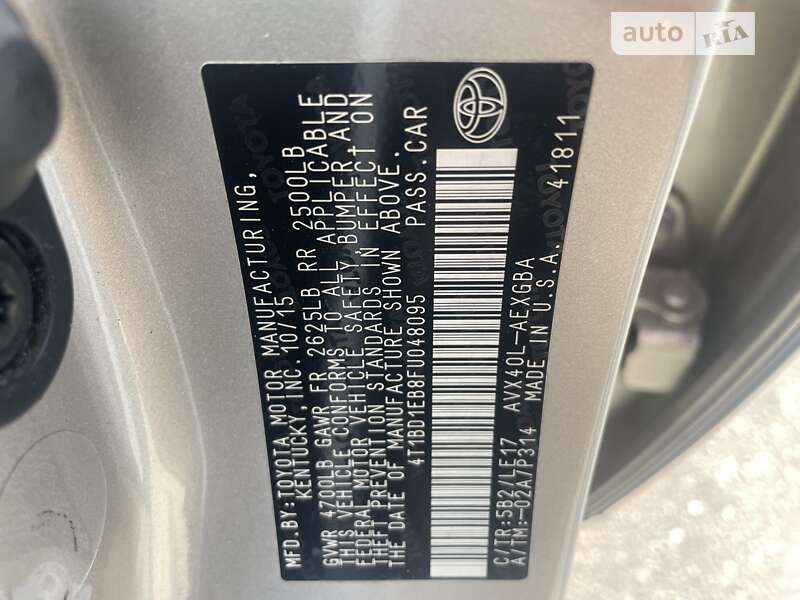 auto RIA
MFD.BY:TOYOTA MOTOR MANUFACTURING,
KENTUCKY,INC. 10/15
GVWR 4700LB GAWR FR 2625LB RR 2500LB
THIS VEHICLE CONFORMS TO ALL APPLICABLE
FEDERAL MOTOR VEHICLE SAFETY,BUMPER AND
THEFT PREVENTION STANDARDS IN EFFECT ON
THE DATE OF MANUFACTURE SHOWN ABOVE.
4T1BD1EB8FU048095 PASS.CAR
C/TR:5B2/LE17 AVX40L-AEXGBA
A/TM:-02A/P314 MADE IN U.S.A. 41811